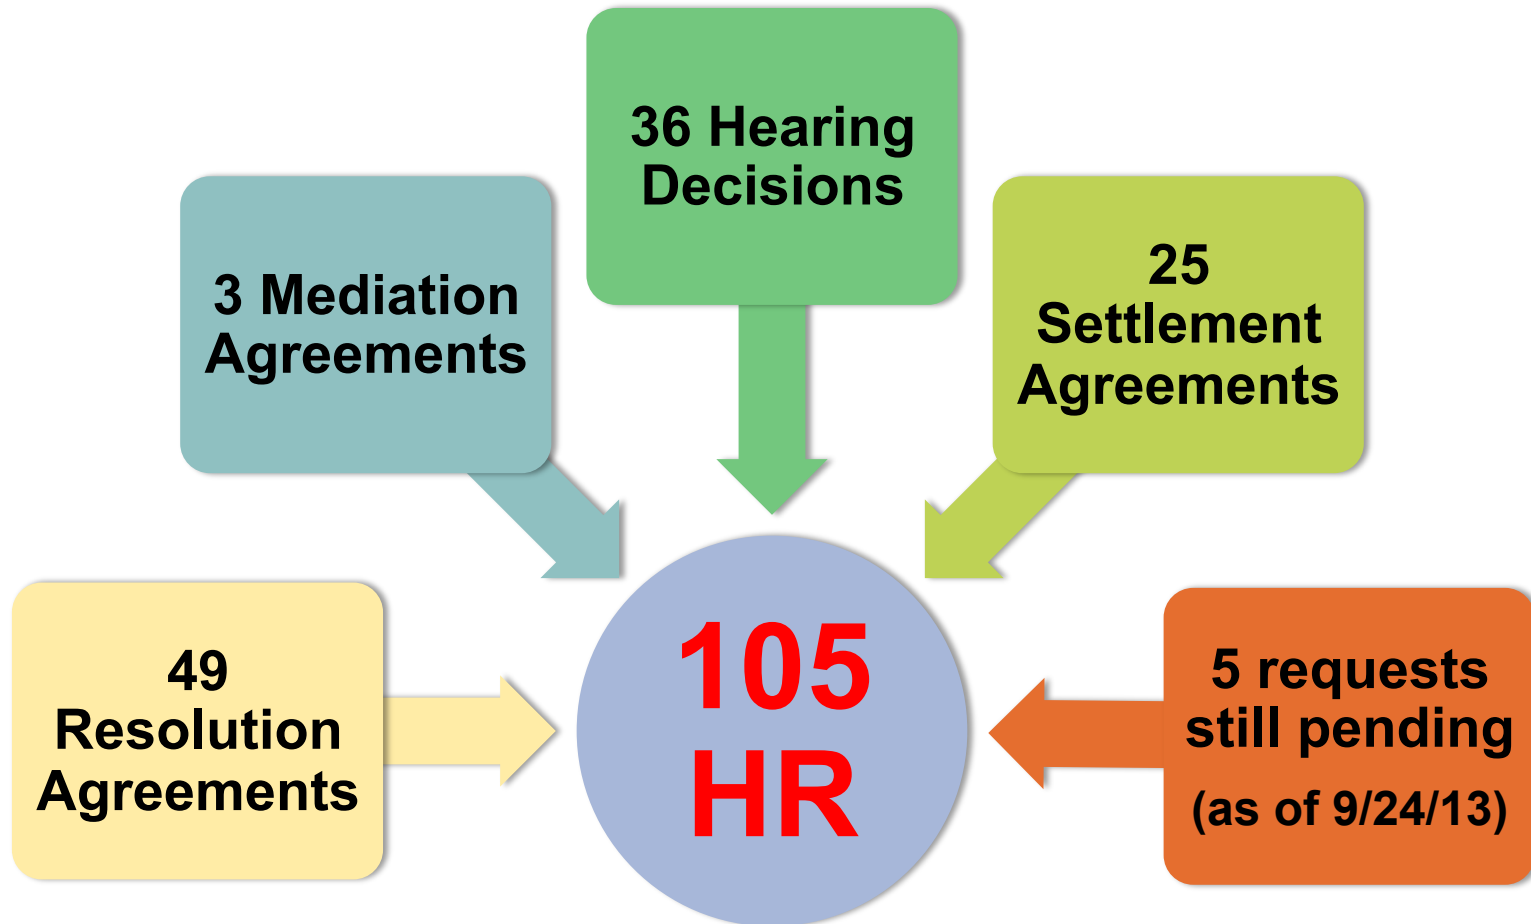 36 Hearing
Decisions
3 Mediation
Agreements
25
Settlement
Agreements
49
Resolution
Agreements
105
HR
5 requests
still pending
(as of 9/24/13)